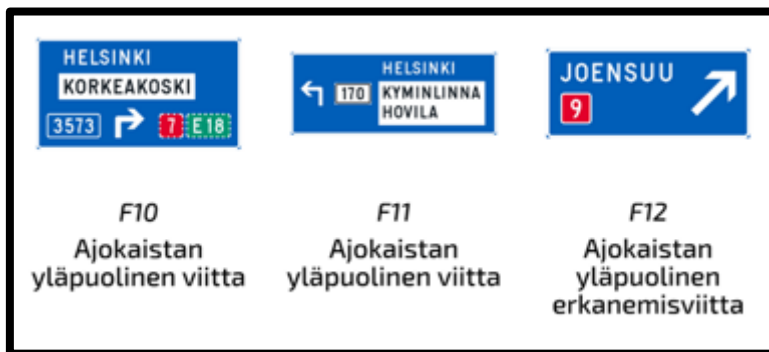 HELSINKI
KORKEAKOSKI
3573 7 E18
F10
Ajokaistan
yläpuolinen viitta
HELSINKI
170 KYMINLINNA
HOVILA
F11
Ajokaistan
yläpuolinen viitta
JOENSUU
9
F12
Ajokaistan
yläpuolinen
erkanemisviitta